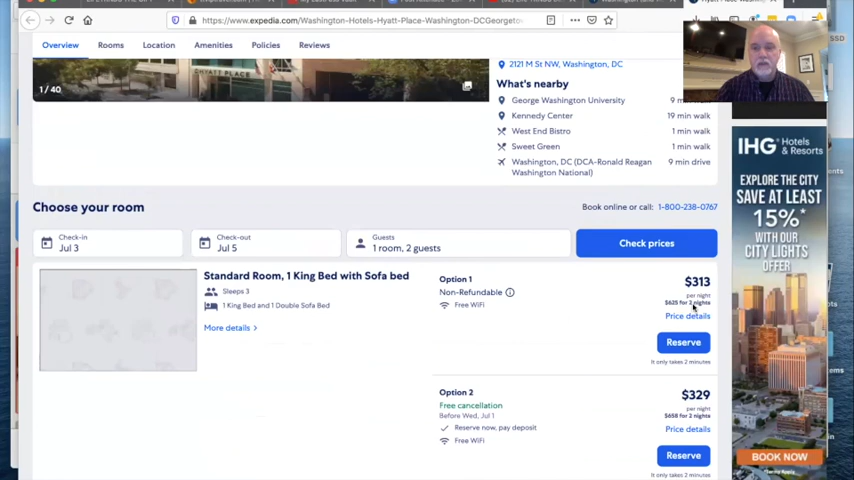 https://www.expedia.com/Washington-Hotels-Hyatt-Place-Washington-DCGeorgeto
Overview
Rooms
Location
Amenities
Policies
Reviews
HYATT PLACE
1 / 40
2121 M St NW, Washington, DC
What's nearby
George Washington University
Kennedy Center 19 min walk
West End Bistro 1 min walk
Sweet Green 1 min walk
Washington, DC (DCA-Ronald Reagan 9 min drive
Washington National)
Choose your room
Book online or call: 1-800-238-0767
Check-in
Jul 3
Check-out
Jul 5
Guests
1 room, 2 guests
Check prices
Standard Room, 1 King Bed with Sofa bed
Sleeps 3
1 King Bed and 1 Double Sofa Bed
More details
Option 1
Non-Refundable
Free WiFi
$313
per night
$625 for 2 nights
Price details
Reserve
It only takes 2 minutes
Option 2
Free cancellation
Before Wed, Jul 1
Reserve now, pay deposit
Free WiFi
$329
per night
$658 for 2 nights
Price details
Reserve
It only takes 2 minutes
IHG Hotels
& Resorts
EXPLORE THE CITY
SAVE AT LEAST
15%*
WITH OUR
CITY LIGHTS
OFFER
BOOK NOW